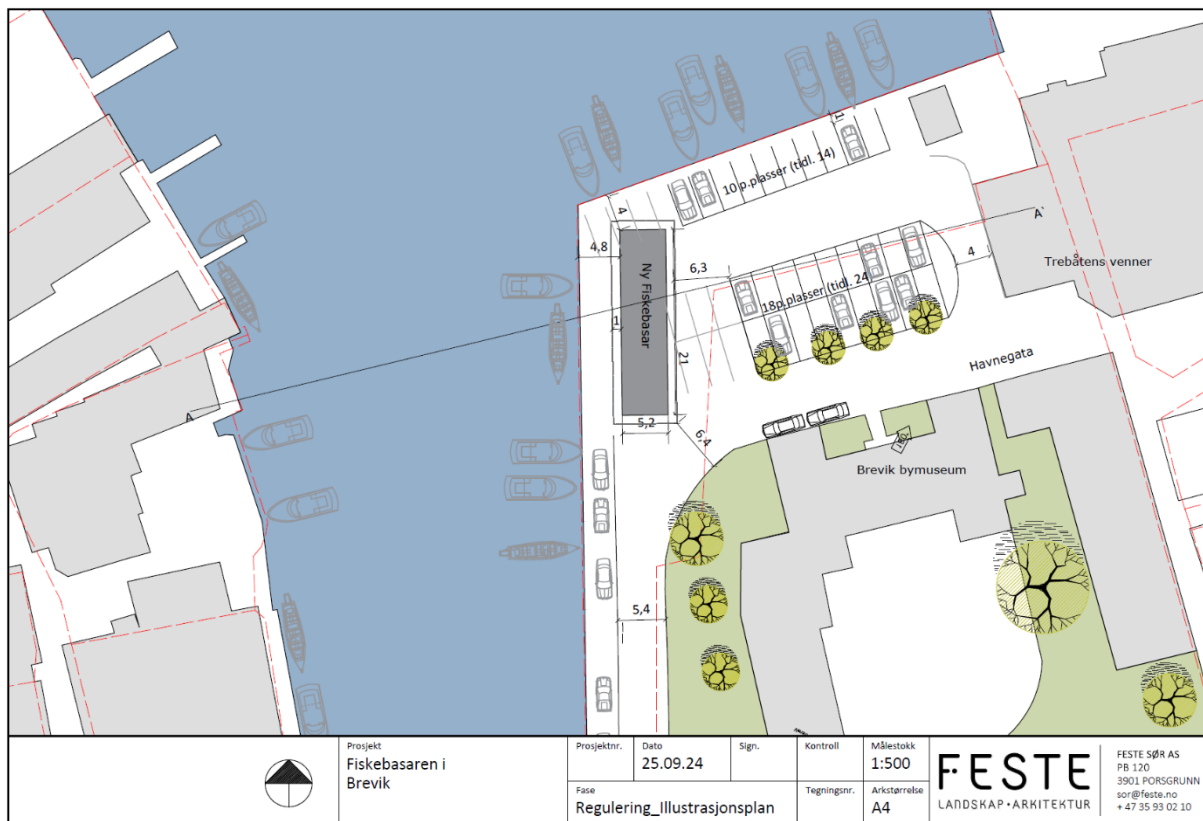 10 p.plasser (tidl. 14)
1
4
4,8
6,3
Ny Fiskebasar
1
21
5,2
6,4
5,4
18p.plasser (tidl. 24
4
A`
A
Trebåtens venner
Havnegata
Brevik bymuseum
Prosjekt
Fiskebasaren i
Brevik
Prosjektnr.
Dato
25.09.24
Sign.
Kontroll
Målestokk
1:500
Fase
Regulering_Illustrasjonsplan
Tegningsnr.
Arkstørrelse
A4
FESTE
LANDSKAP•ARKITEKTUR
FESTE SØR AS
PB 120
3901 PORSGRUNN
sor@feste.no
+ 47 35 93 02 10